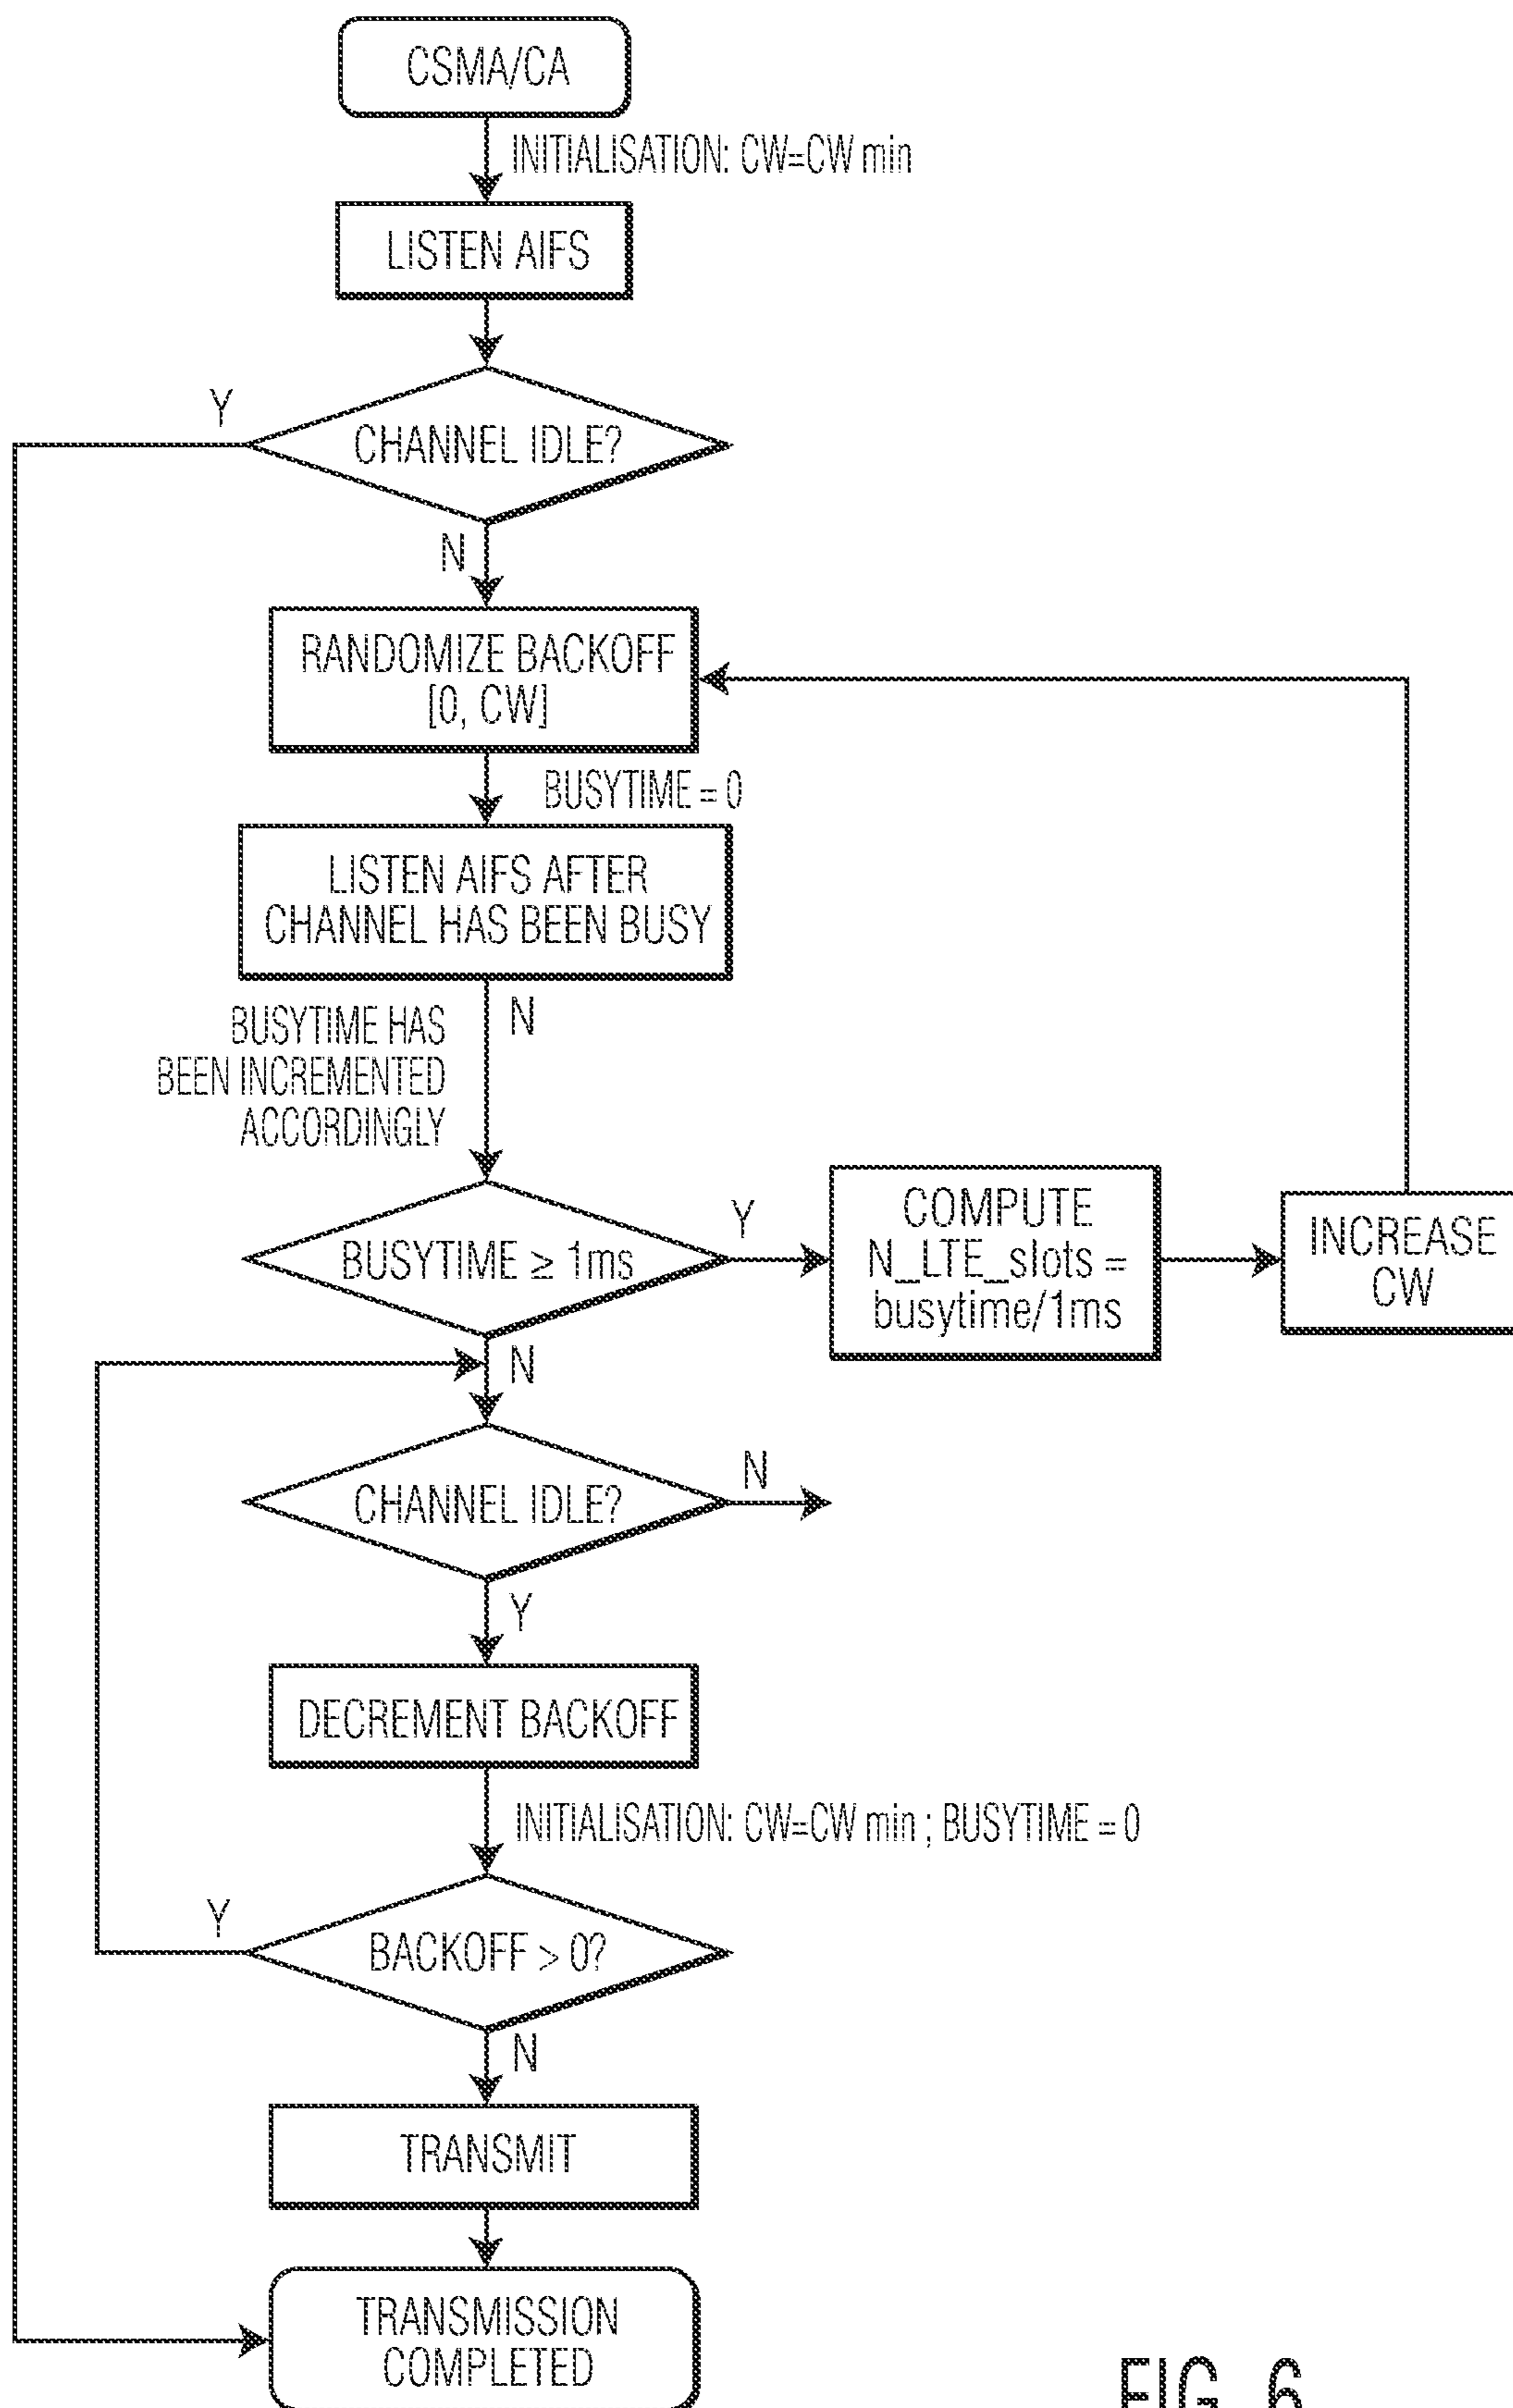 CSMA/CA
INITIALISATION: CW=CW min
LISTEN AIFS
Y
CHANNEL IDLE?
N
RANDOMIZE BACKOFF
[0, CW]
BUSYTIME = 0
LISTEN AIFS AFTER
CHANNEL HAS BEEN BUSY
N
BUSYTIME HAS
BEEN INCREMENTED
ACCORDINGLY
BUSYTIME ≥ 1ms
Y
COMPUTE
N_LTE_slots =
busytime/1ms
INCREASE
CW
N
CHANNEL IDLE?
N
Y
DECREMENT BACKOFF
INITIALISATION: CW=CW min ; BUSYTIME = 0
Y
BACKOFF > 0?
N
TRANSMIT
TRANSMISSION
COMPLETED
FIG. 6